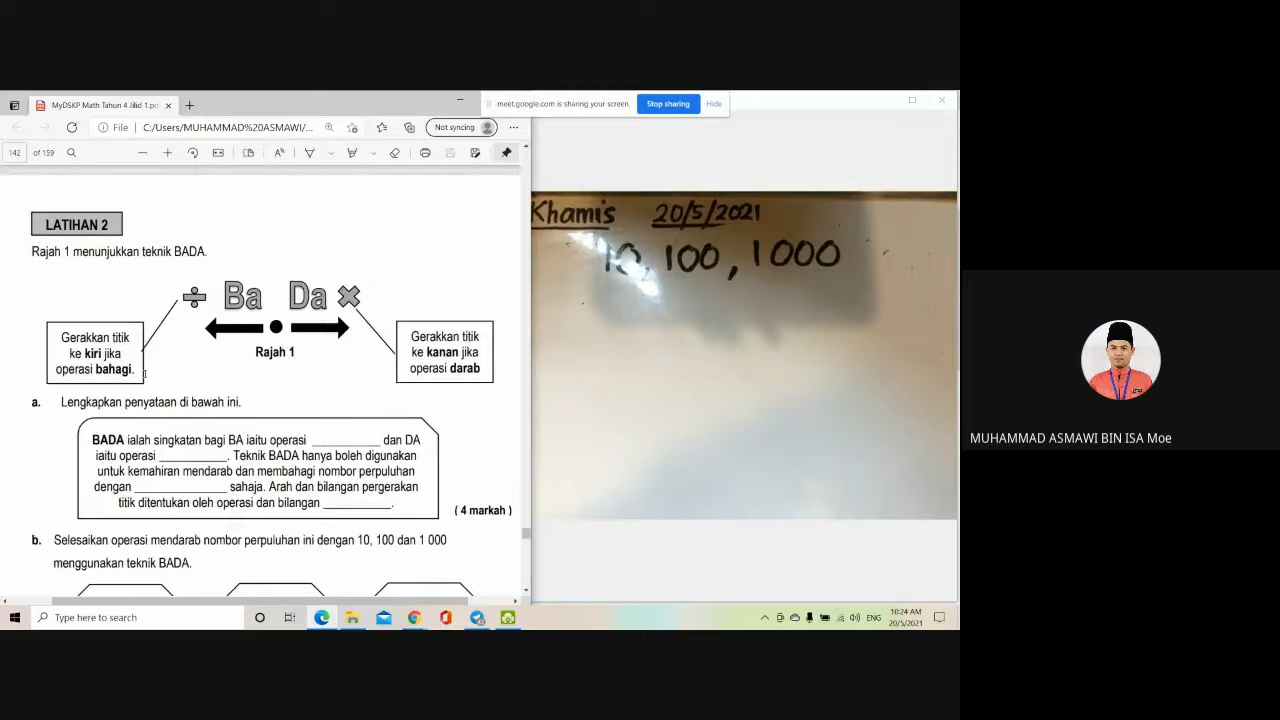 MyDSKP Math Tahun 4 Jilid 1.pd
meet.google.com is sharing your screen.
Stop sharing
Hide
File
C:/Users/MUHAMMAD%20ASMAWI/...
Not syncing
142 of 159
LATIHAN 2
Rajah 1 menunjukkan teknik BADA.
÷ Ba Da ×
Gerakkan titik
ke kiri jika
operasi bahagi.
Rajah 1
Gerakkan titik
ke kanan jika
operasi darab
a. Lengkapkan penyataan di bawah ini.
BADA ialah singkatan bagi BA iaitu operasi __________ dan DA
iaitu operasi __________. Teknik BADA hanya boleh digunakan
untuk kemahiran mendarab dan membahagi nombor perpuluhan
dengan ______________ sahaja. Arah dan bilangan pergerakan
titik ditentukan oleh operasi dan bilangan __________.
( 4 markah )
b. Selesaikan operasi mendarab nombor perpuluhan ini dengan 10, 100 dan 1 000
menggunakan teknik BADA.
Khamis 20/5/2021
10, 100, 1000
MUHAMMAD ASMAWI BIN ISA Moe
Type here to search
ENG
10:24 AM
20/5/2021